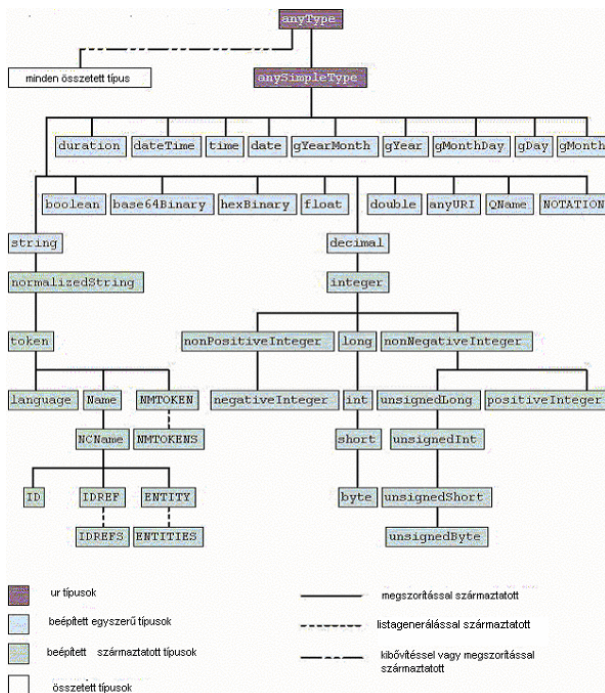 anyType
minden összetett típus
anySimpleType
duration dateTime time date gYearMonth gYear gMonthDay gDay gMonth
boolean base64Binary hexBinary float double anyURI QName NOTATION
string decimal
normalizedString integer
token nonPositiveInteger long nonNegativeInteger
language Name NMTOKEN negativeInteger int unsignedLong positiveInteger
NCName NMTOKENS short unsignedInt
ID IDREF ENTITY byte unsignedShort
IDREFS ENTITIES unsignedByte
ur típusok megszorítással származtatott
beépített egyszerű típusok listagenerálással származtatott
beépített származtatott típusok kibővítéssel vagy megszorítással
származtatott
összetett típusok